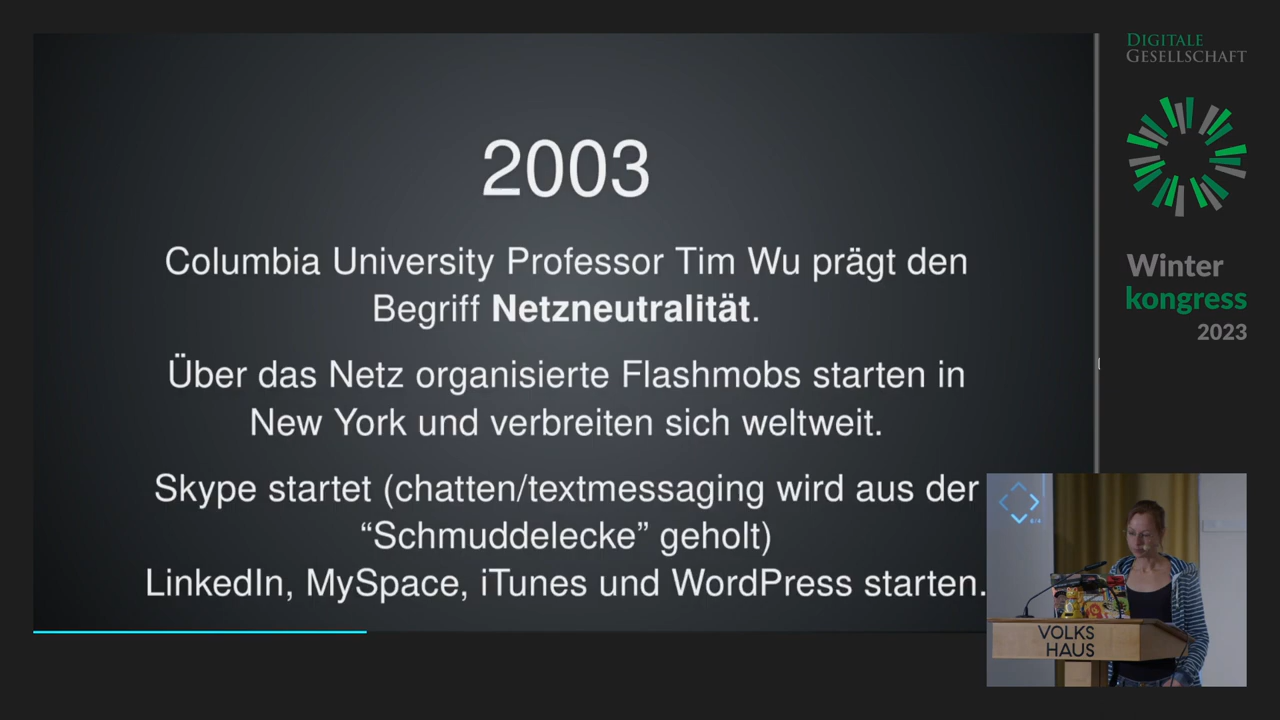 2003
Columbia University Professor Tim Wu prägt den
Begriff Netzneutralität.
Über das Netz organisierte Flashmobs starten in
New York und verbreiten sich weltweit.
Skype startet (chatten/textmessaging wird aus der
“Schmuddelecke” geholt)
LinkedIn, MySpace, iTunes und WordPress starten.
DIGITALE
GESELLSCHAFT
Winter
kongress
2023
VOLKS
HAUS